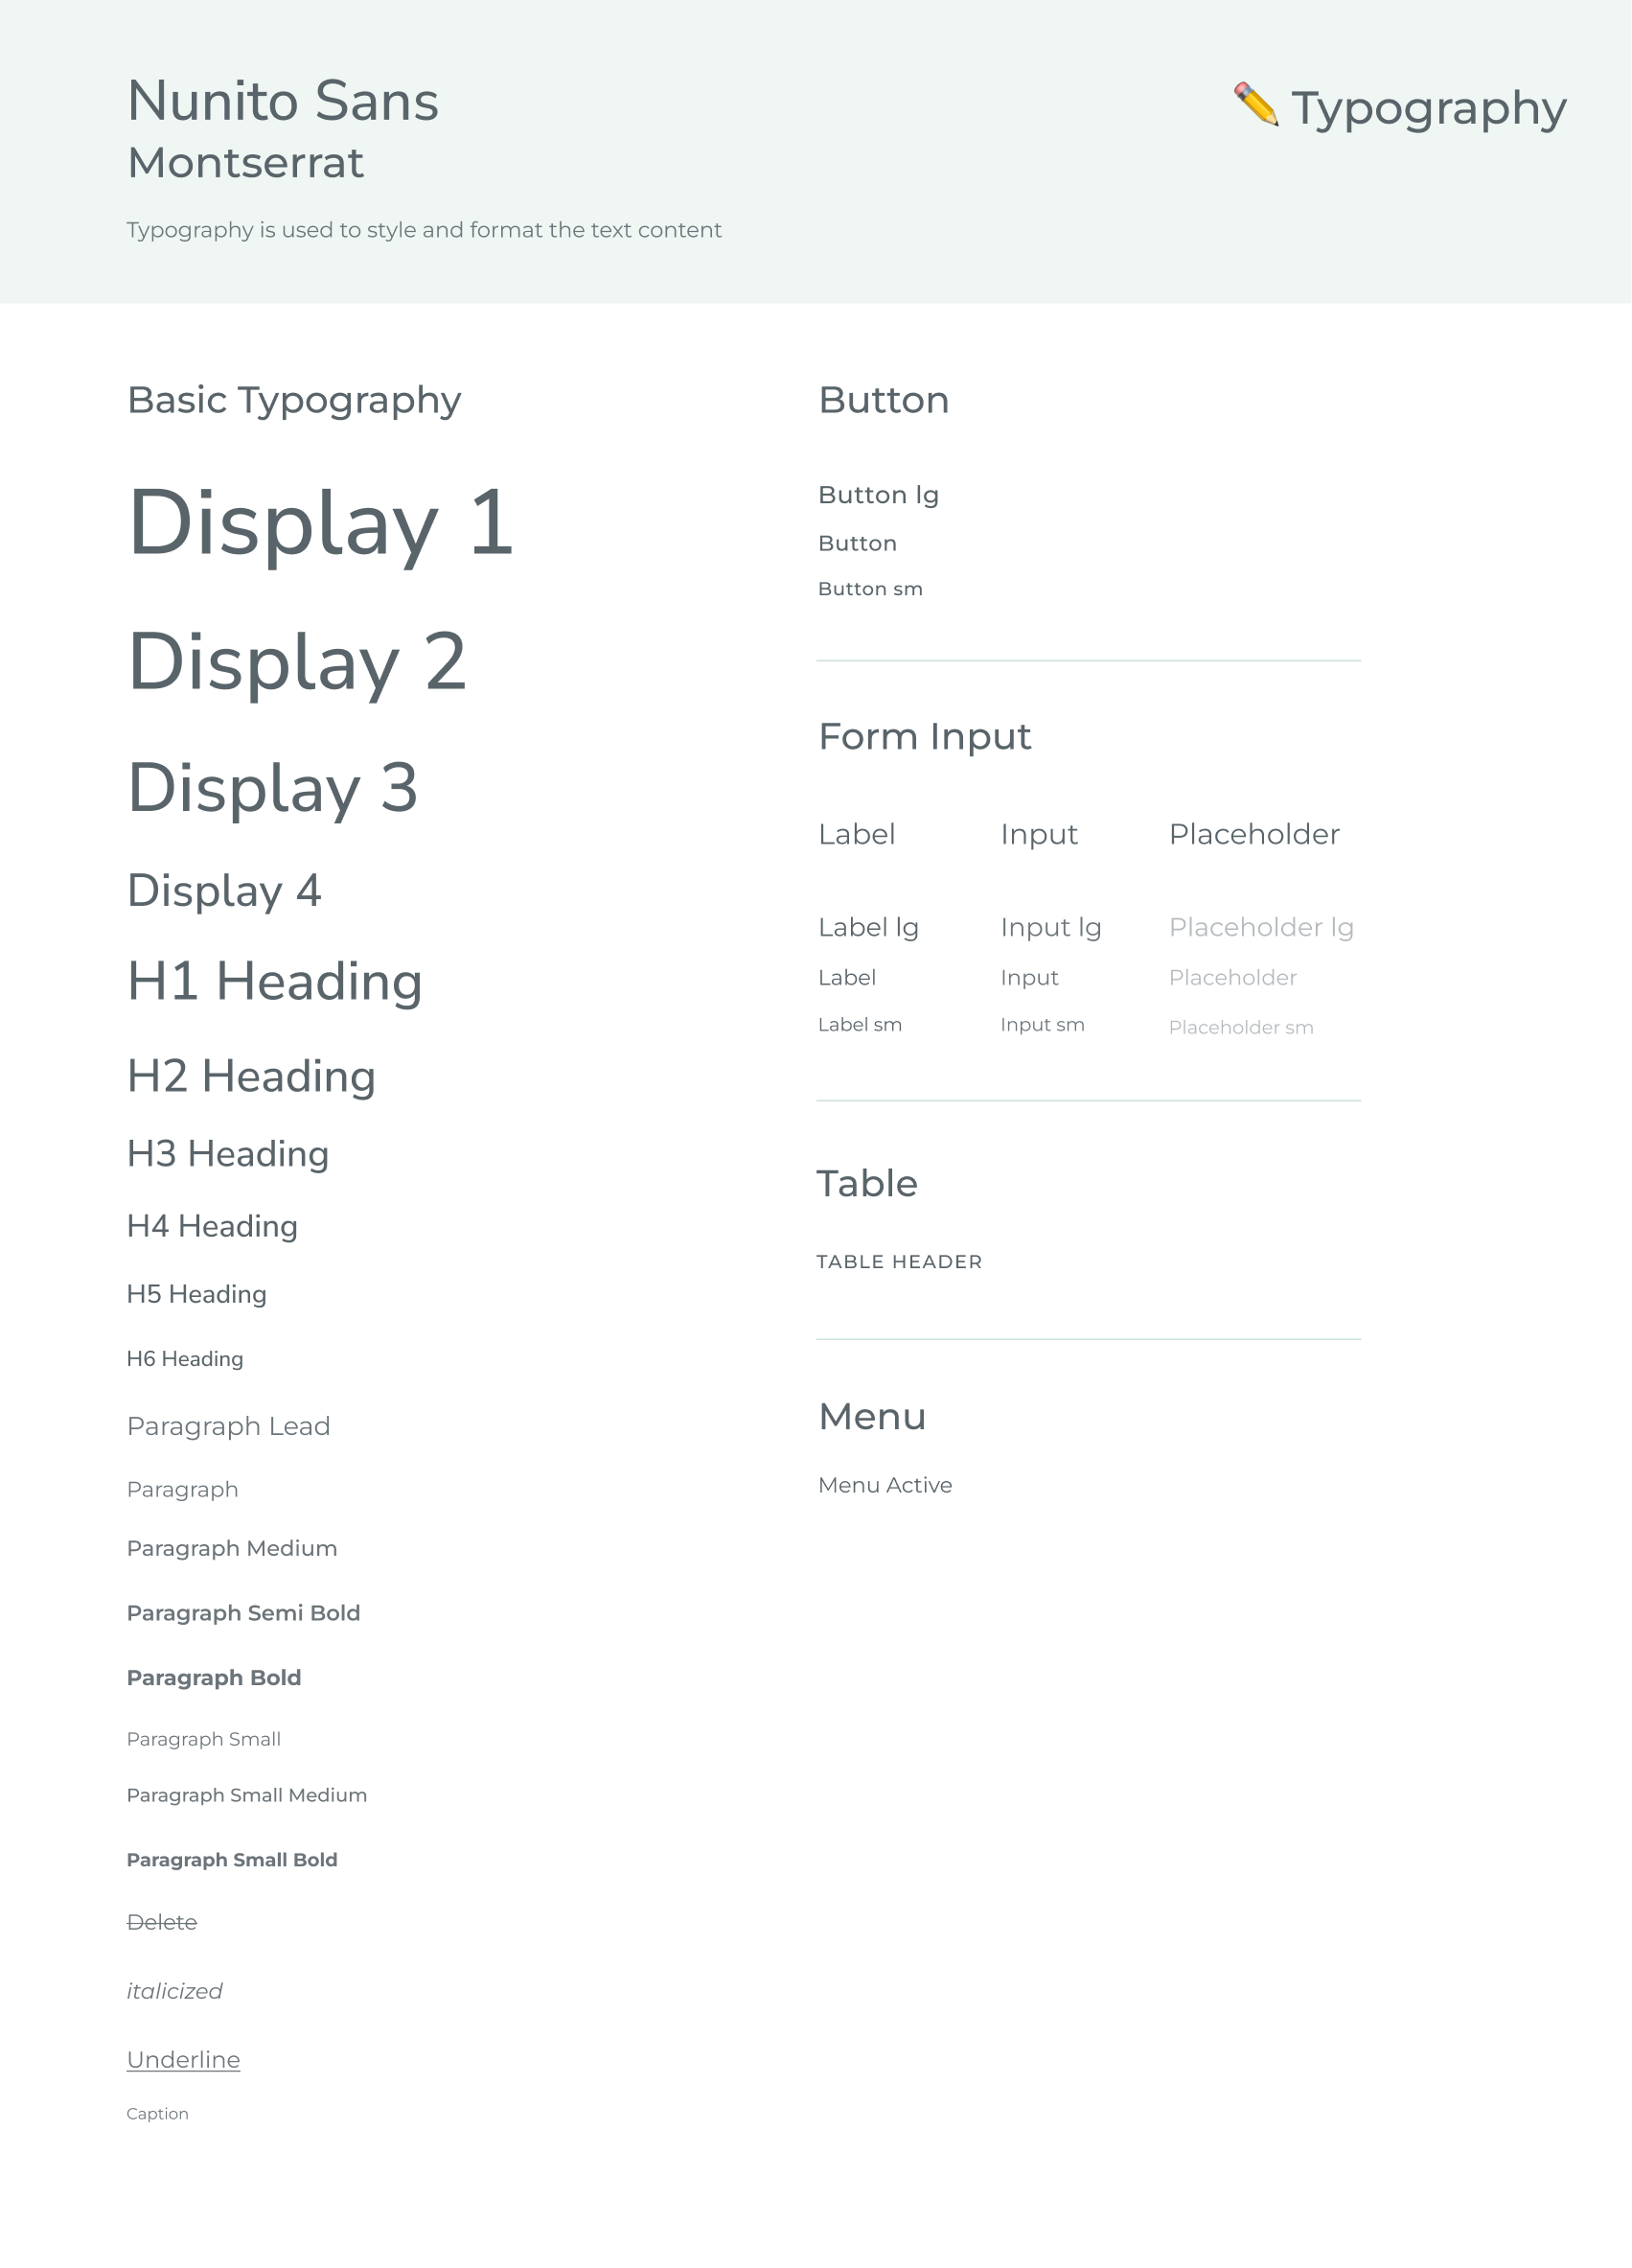 Nunito Sans
Montserrat
Typography is used to style and format the text content
✏️ Typography
Basic Typography
Display 1
Display 2
Display 3
Display 4
H1 Heading
H2 Heading
H3 Heading
H4 Heading
H5 Heading
H6 Heading
Paragraph Lead
Paragraph
Paragraph Medium
Paragraph Semi Bold
Paragraph Bold
Paragraph Small
Paragraph Small Medium
Paragraph Small Bold
Delete
italicized
Underline
Caption
Button
Button lg
Button
Button sm
Form Input
Label Input Placeholder
Label lg Input lg Placeholder lg
Label Input Placeholder
Label sm Input sm Placeholder sm
Table
TABLE HEADER
Menu
Menu Active